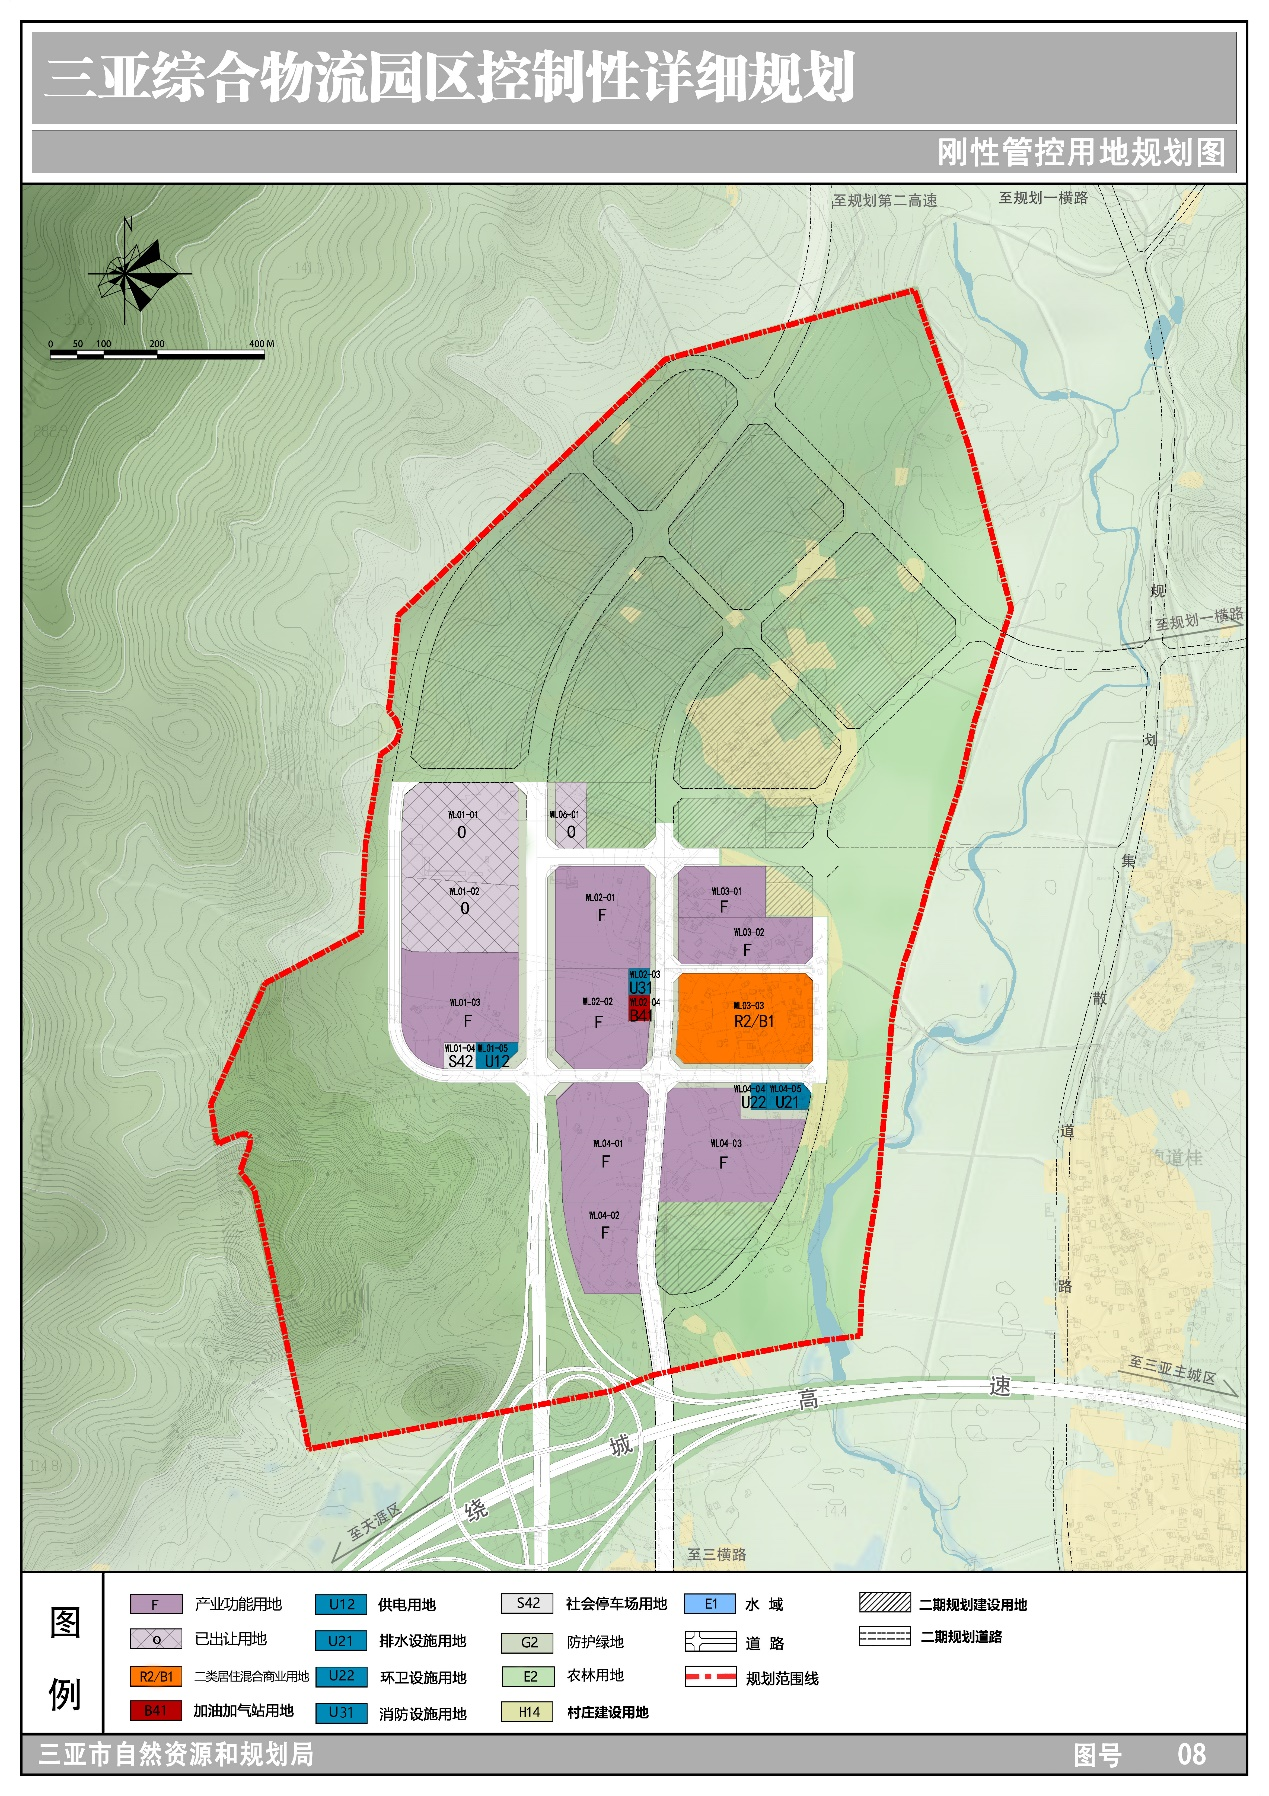 三亚综合物流园区控制性详细规划
刚性管控用地规划图
至规划第二高速
至规划一横路
N
0 50 100 200 400 M
规
至规划一横路
划
WL01-01
O
WL06-01
O
集
WL01-02
O
WL02-01
F
WL03-01
F
WL03-02
F
WL02-03
U31
散
WL01-03
F
WL02-02
F
WL02-04
B41
WL03-03
R2/B1
WL01-04
S42
WL01-05
U12
WL04-04
U22
WL04-05
U21
道
WL04-01
F
WL04-03
F
WL04-02
F
路
至三亚主城区
速
高
城
绕
至天涯区
至三横路
图例
F 产业功能用地
O 已出让用地
R2/B1 二类居住混合商业用地
B41 加油加气站用地
U12 供电用地
U21 排水设施用地
U22 环卫设施用地
U31 消防设施用地
S42 社会停车场用地
G2 防护绿地
E2 农林用地
H14 村庄建设用地
E1 水 域
道 路
规划范围线
二期规划建设用地
二期规划道路
三亚市自然资源和规划局
图号 08